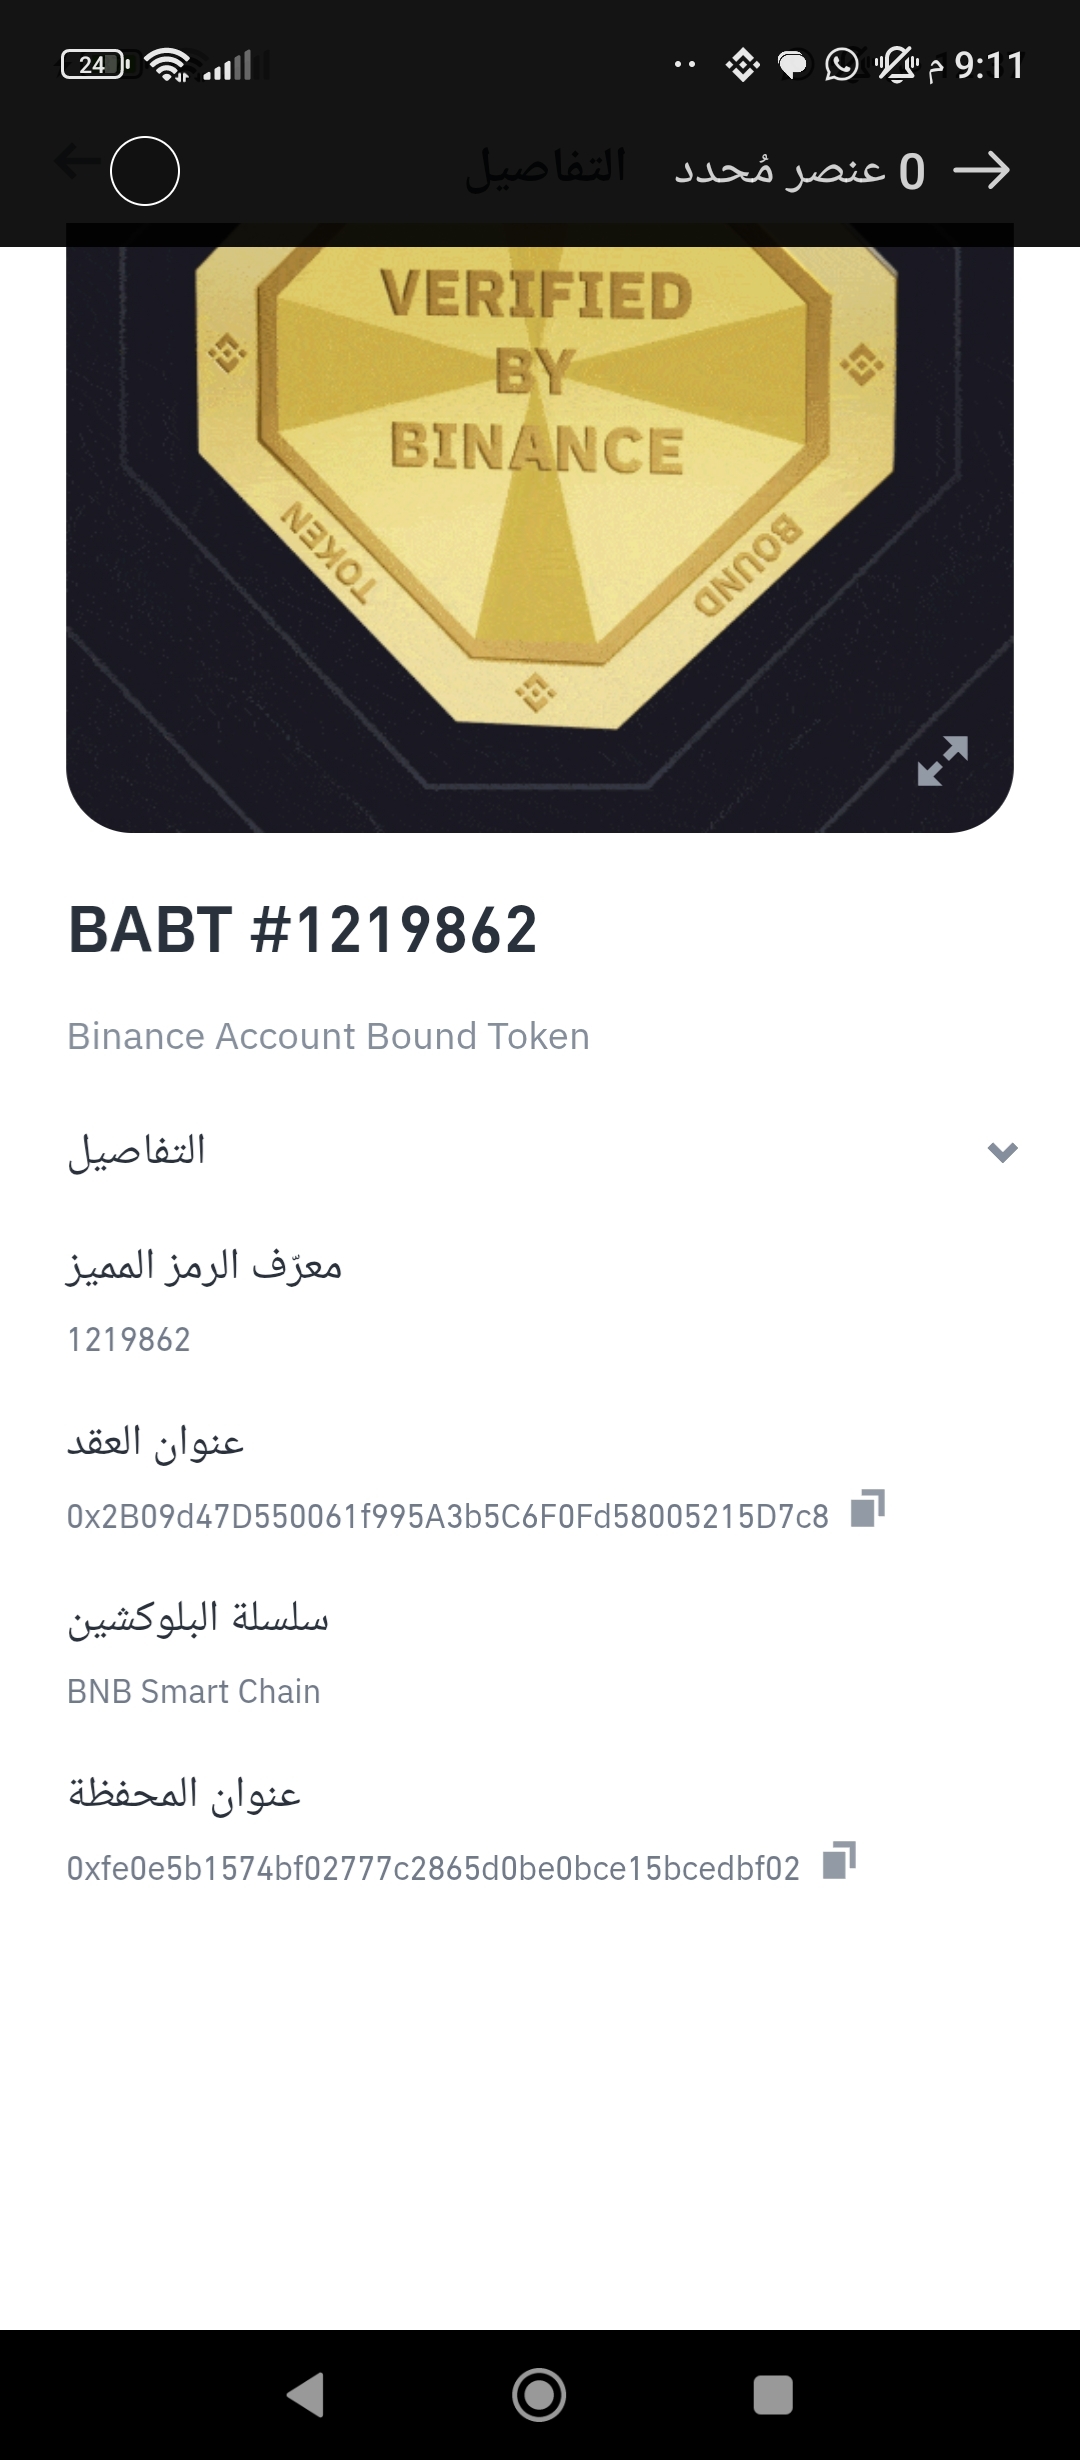 24
9:11 م
0 عنصر مُحدد
التفاصيل
VERIFIED
BY
BINANCE
TOKEN
BOUND
BABT #1219862
Binance Account Bound Token
التفاصيل
معرّف الرمز المميز
1219862
عنوان العقد
0x2B09d47D550061f995A3b5C6F0Fd58005215D7c8
سلسلة البلوكشين
BNB Smart Chain
عنوان المحفظة
0xfe0e5b1574bf02777c2865d0be0bce15bcedbf02